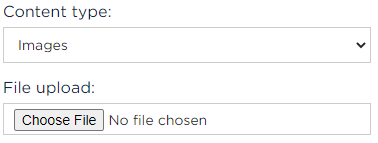 Content type:
Images
File upload:
Choose File No file chosen